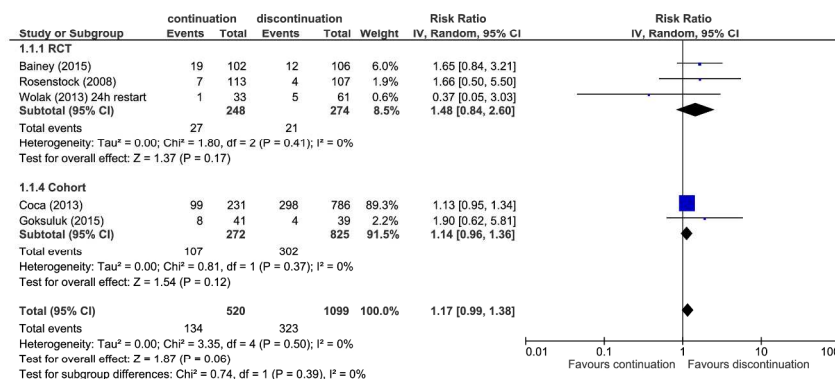 continuation discontinuation Risk Ratio Risk Ratio
Study or Subgroup Events Total Events Total Weight IV, Random, 95% CI IV, Random, 95% CI
1.1.1 RCT
Bainey (2015) 19 102 12 106 6.0% 1.65 [0.84, 3.21]
Rosenstock (2008) 7 113 4 107 1.9% 1.66 [0.50, 5.50]
Wolak (2013) 24h restart 1 33 5 61 0.6% 0.37 [0.05, 3.03]
Subtotal (95% CI) 248 274 8.5% 1.48 [0.84, 2.60]
Total events 27 21
Heterogeneity: Tau² = 0.00; Chi² = 1.80, df = 2 (P = 0.41); I² = 0%
Test for overall effect: Z = 1.37 (P = 0.17)
1.1.4 Cohort
Coca (2013) 99 231 298 786 89.3% 1.13 [0.95, 1.34]
Goksuluk (2015) 8 41 4 39 2.2% 1.90 [0.62, 5.81]
Subtotal (95% CI) 272 825 91.5% 1.14 [0.96, 1.36]
Total events 107 302
Heterogeneity: Tau² = 0.00; Chi² = 0.81, df = 1 (P = 0.37); I² = 0%
Test for overall effect: Z = 1.54 (P = 0.12)
Total (95% CI) 520 1099 100.0% 1.17 [0.99, 1.38]
Total events 134 323
Heterogeneity: Tau² = 0.00; Chi² = 3.35, df = 4 (P = 0.50); I² = 0%
Test for overall effect: Z = 1.87 (P = 0.06)
Test for subgroup differences: Chi² = 0.74, df = 1 (P = 0.39), I² = 0%
0.01 0.1 1 10 100
Favours continuation Favours discontinuation